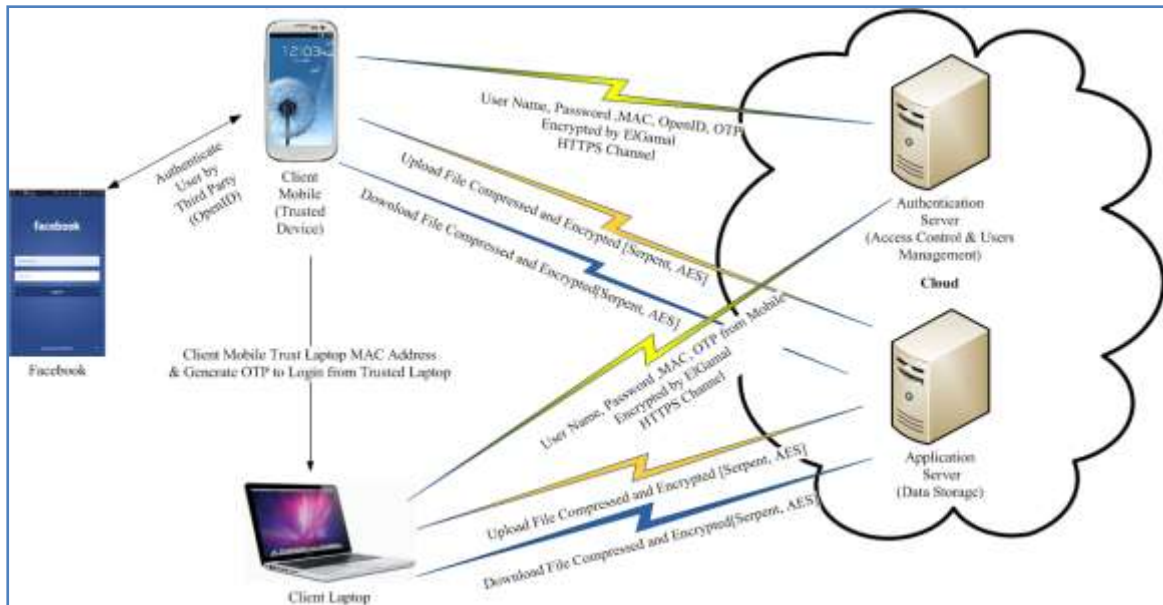 12:03
User Name, Password ,MAC, OpenID, OTP
Encrypted by ElGamal
HTTPS Channel
Authenticate
User by
Third Party
(OpenID)
Client
Mobile
(Trusted
Device)
Upload File Compressed and Encrypted [Serpent, AES]
Download File Compressed and Encrypted[Serpent, AES]
facebook
Facebook
Authentication
Server
(Access Control & Users
Management)
Cloud
Client Mobile Trust Laptop MAC Address
& Generate OTP to Login from Trusted Laptop
User Name, Password ,MAC, OTP from Mobile
Encrypted by ElGamal
HTTPS Channel
Application
Server
(Data Storage)
Upload File Compressed and Encrypted [Serpent, AES]
Download File Compressed and Encrypted[Serpent, AES]
Client Laptop